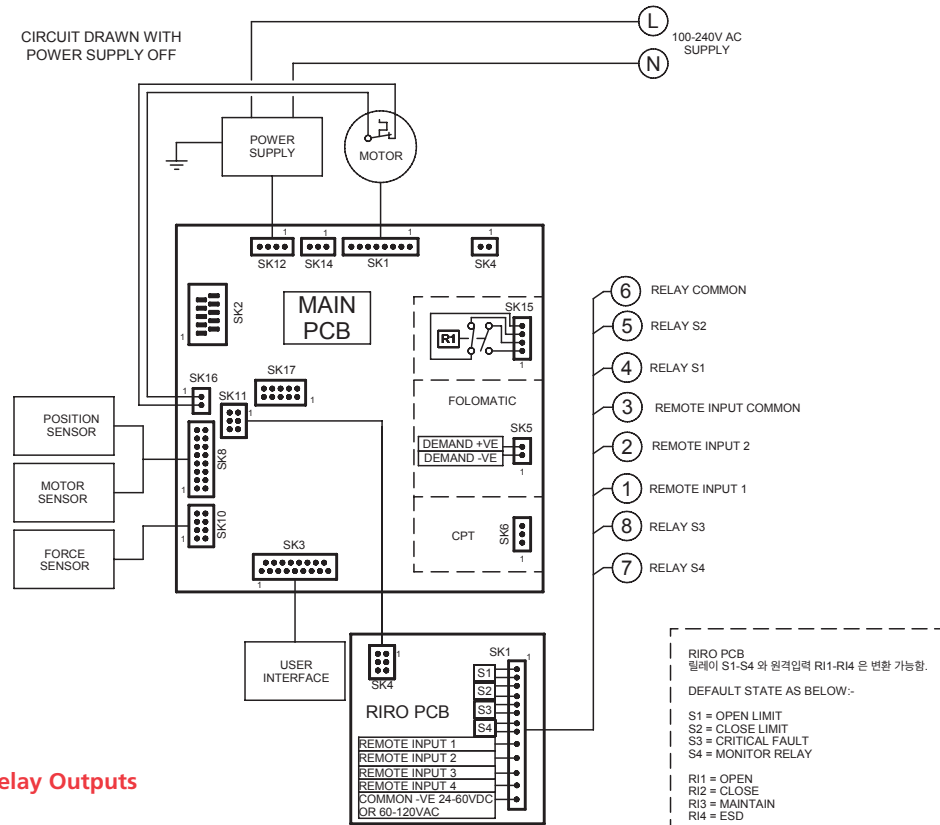 CIRCUIT DRAWN WITH
POWER SUPPLY OFF
L
100-240V AC
SUPPLY
N
POWER
SUPPLY
MOTOR
1
1
1
1
SK12
SK14
SK1
SK4
SK2
1
MAIN
PCB
SK15
R1
1
SK16
1
SK11
1
SK17
1
FOLOMATIC
SK5
DEMAND +VE
DEMAND -VE
1
POSITION
SENSOR
MOTOR
SENSOR
FORCE
SENSOR
SK8
1
SK10
1
CPT
SK6
1
SK3
1
USER
INTERFACE
6 RELAY COMMON
5 RELAY S2
4 RELAY S1
3 REMOTE INPUT COMMON
2 REMOTE INPUT 2
1 REMOTE INPUT 1
8 RELAY S3
7 RELAY S4
1
SK4
SK1
1
S1
S2
S3
S4
RIRO PCB
REMOTE INPUT 1
REMOTE INPUT 2
REMOTE INPUT 3
REMOTE INPUT 4
COMMON -VE 24-60VDC
OR 60-120VAC
RIRO PCB
릴레이 S1-S4 와 원격입력 RI1-RI4 은 변환 가능함.
DEFAULT STATE AS BELOW:-
S1 = OPEN LIMIT
S2 = CLOSE LIMIT
S3 = CRITICAL FAULT
S4 = MONITOR RELAY
RI1 = OPEN
RI2 = CLOSE
RI3 = MAINTAIN
RI4 = ESD
elay Outputs